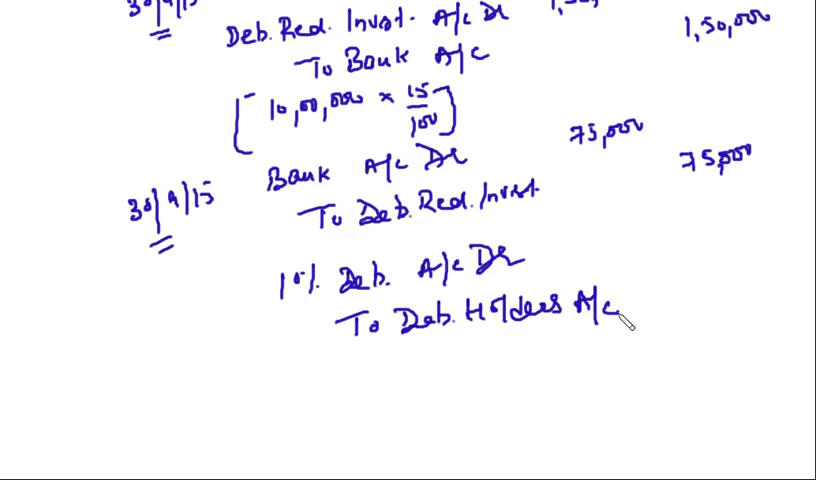 Deb. Red. Invst. A/c Dr
1,50,000
To Bank A/c
[10,00,000 x 15/100]
Bank A/c Dr 75,000
30/9/15 To Deb. Red. Invst. 75,000
10% Deb. A/c Dr
To Deb. Holders A/c